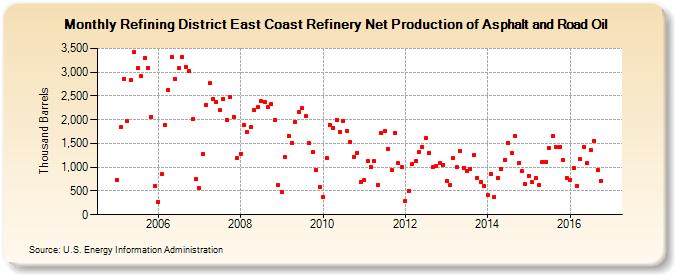 Monthly Refining District East Coast Refinery Net Production of Asphalt and Road Oil
Thousand Barrels
3,500
3,000
2,500
2,000
1,500
1,000
500
0
2006 2008 2010 2012 2014 2016
Source: U.S. Energy Information Administration